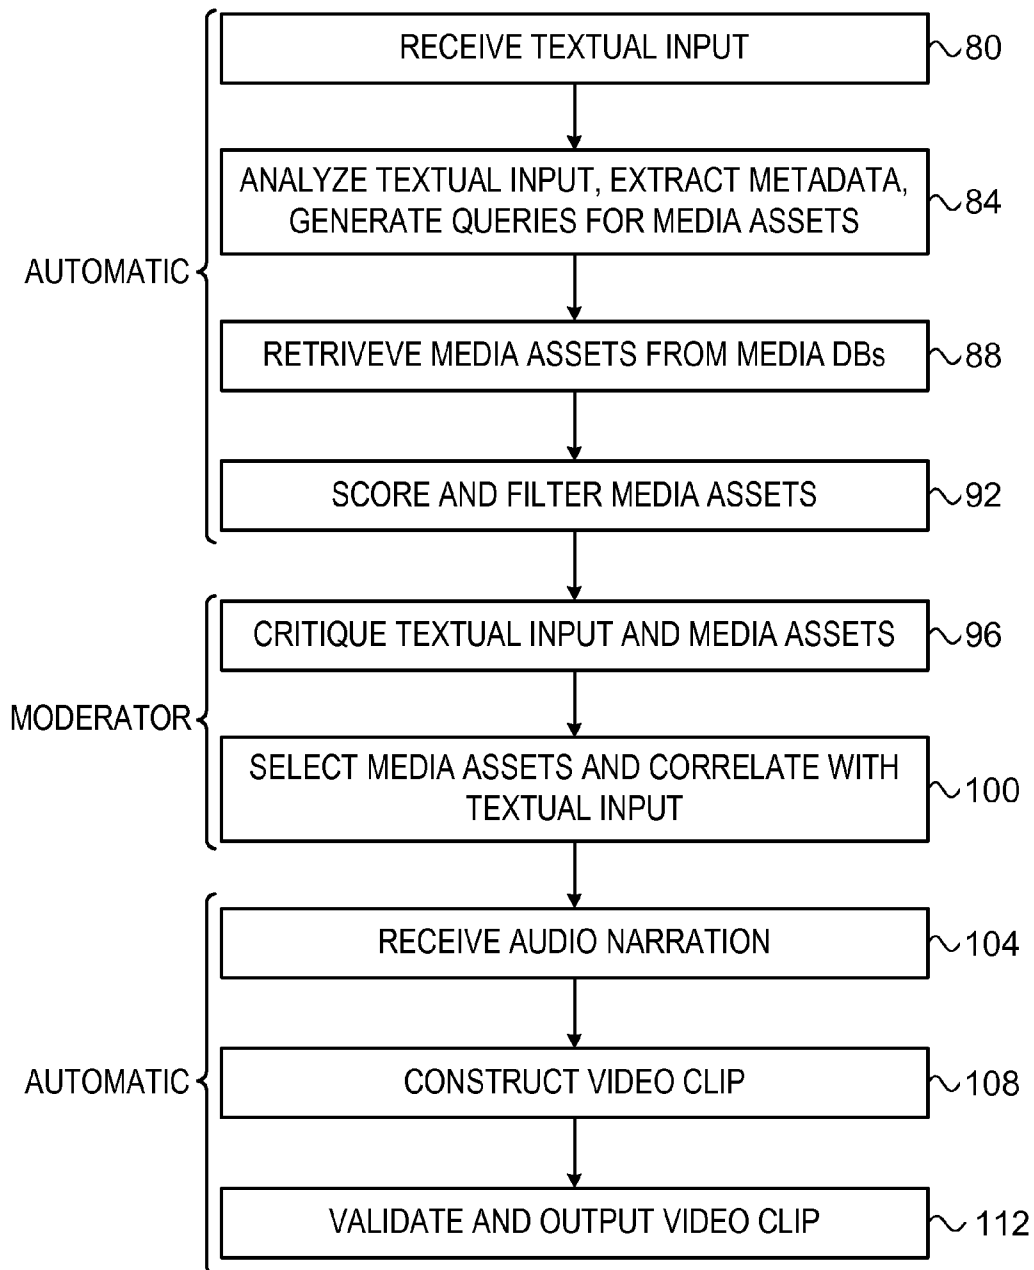 RECEIVE TEXTUAL INPUT
80
ANALYZE TEXTUAL INPUT, EXTRACT METADATA,
GENERATE QUERIES FOR MEDIA ASSETS
84
AUTOMATIC
RETRIVEVE MEDIA ASSETS FROM MEDIA DBs
88
SCORE AND FILTER MEDIA ASSETS
92
CRITIQUE TEXTUAL INPUT AND MEDIA ASSETS
96
MODERATOR
SELECT MEDIA ASSETS AND CORRELATE WITH
TEXTUAL INPUT
100
RECEIVE AUDIO NARRATION
104
AUTOMATIC
CONSTRUCT VIDEO CLIP
108
VALIDATE AND OUTPUT VIDEO CLIP
112